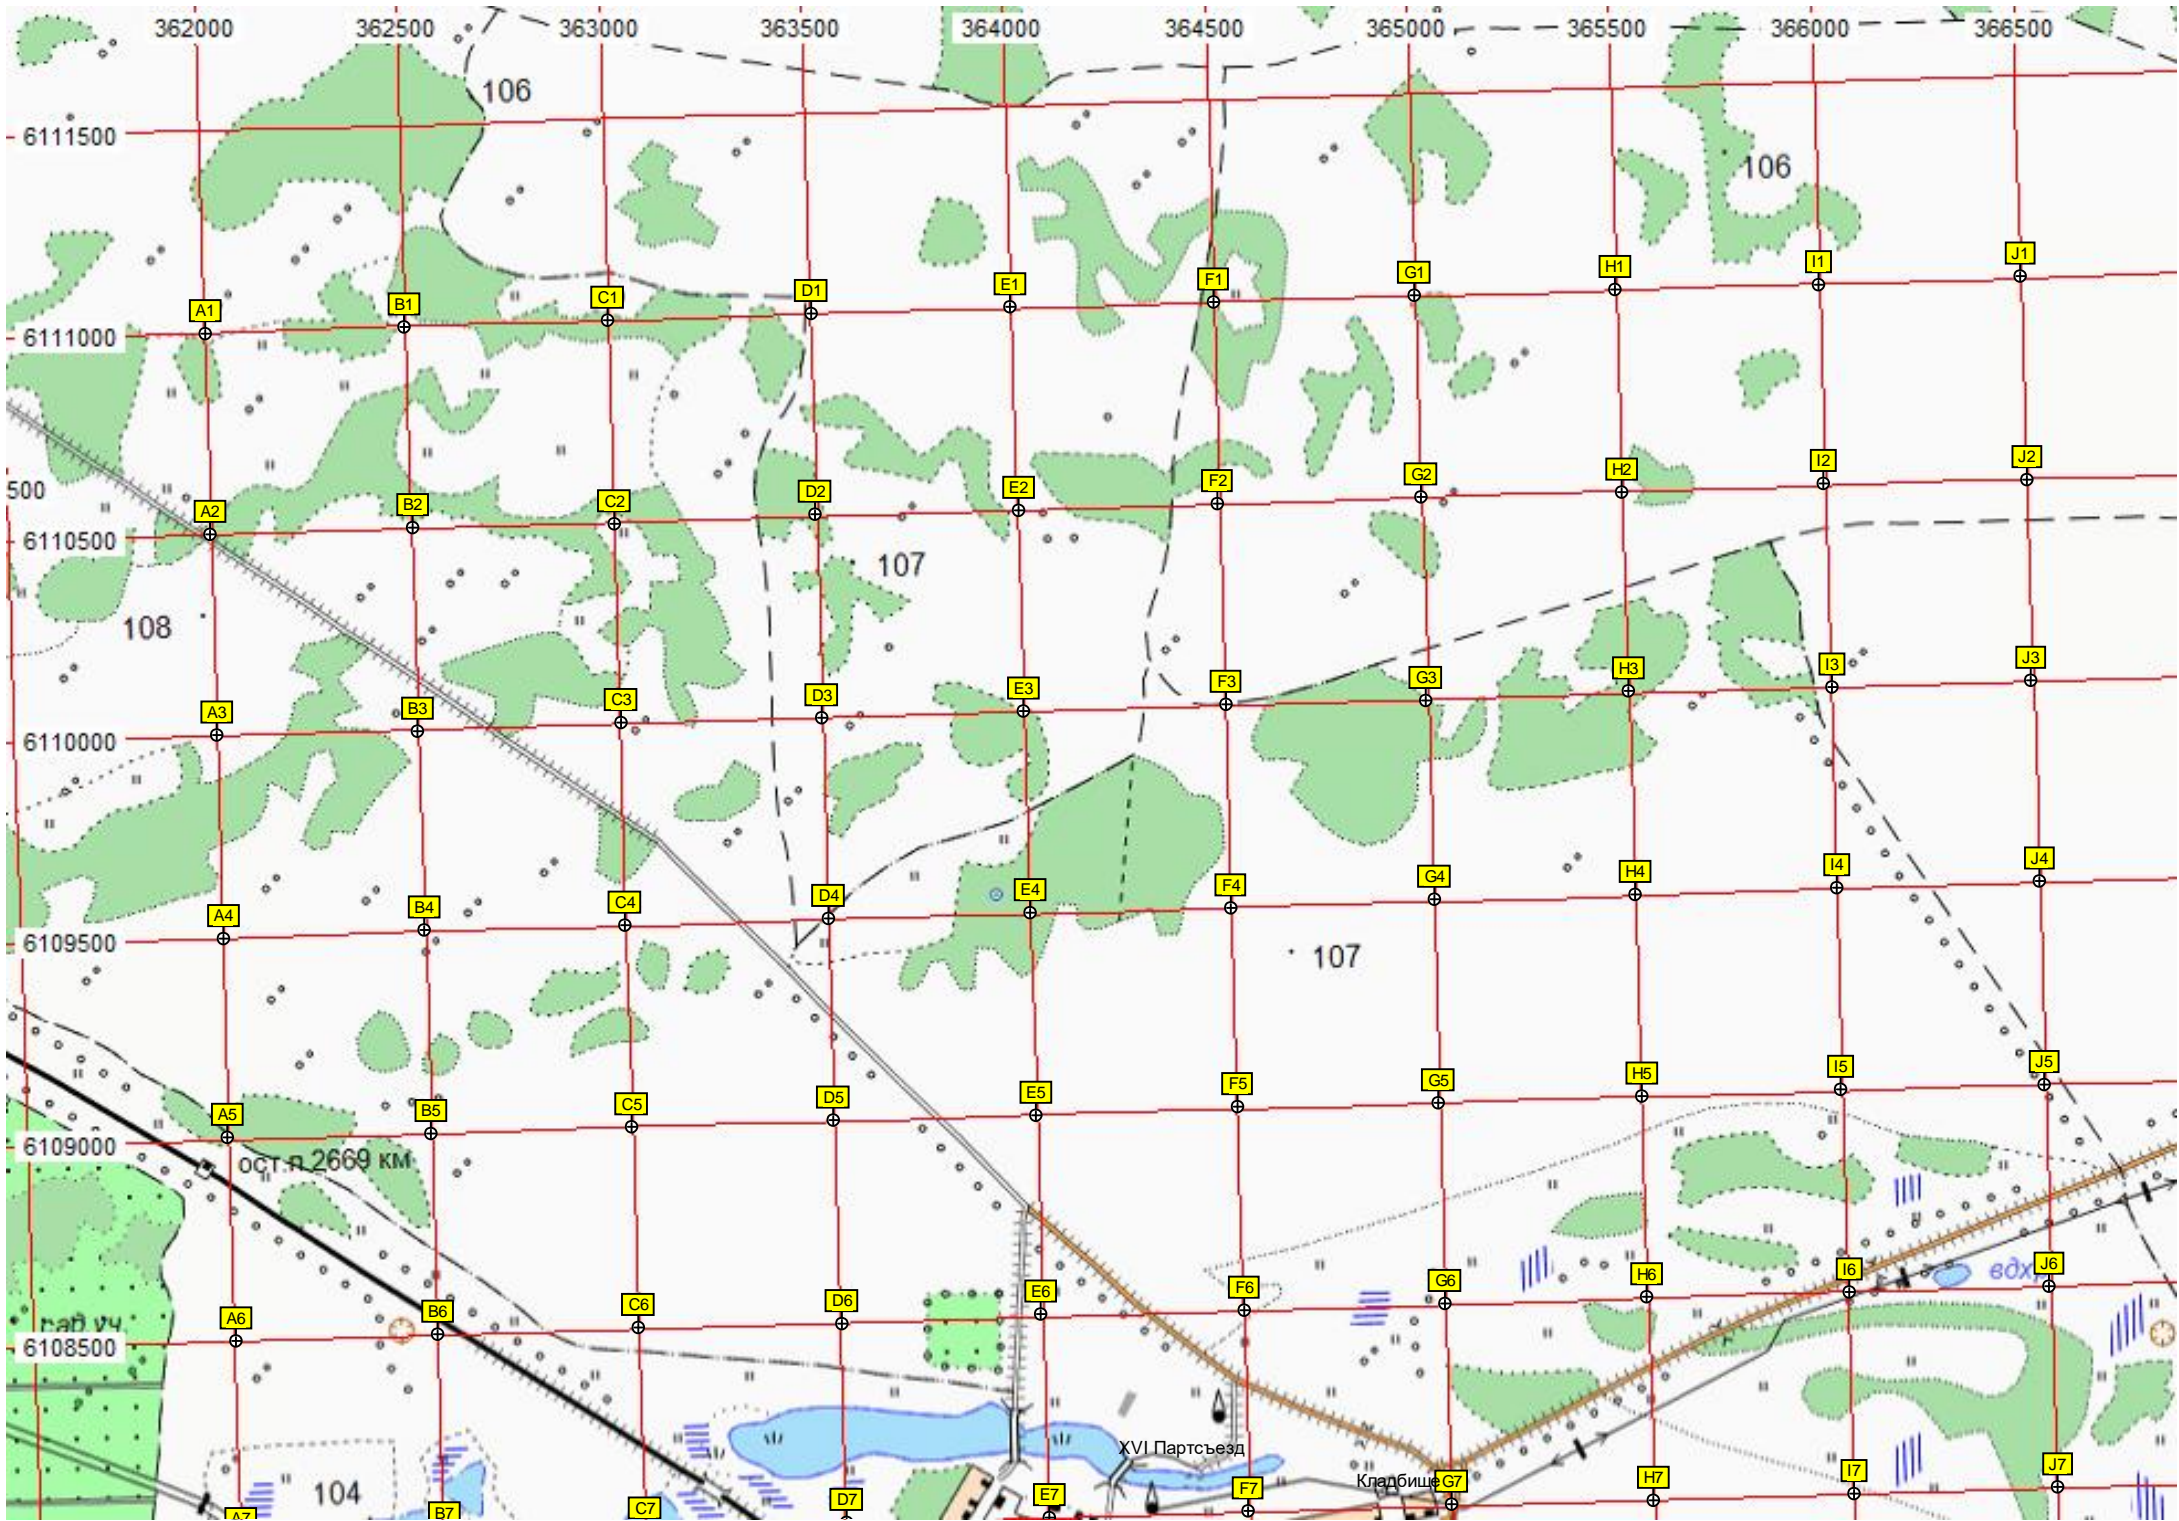 362000 362500 363000 363500 364000 364500 365000 365500 366000 366500
106
6111500
106
A1 B1 C1 D1 E1 F1 G1 H1 I1 J1
6111000
500
A2 B2 C2 D2 E2 F2 G2 H2 I2 J2
6110500
107
108
A3 B3 C3 D3 E3 F3 G3 H3 I3 J3
6110000
A4 B4 C4 D4 E4 F4 G4 H4 I4 J4
6109500
107
A5 B5 C5 D5 E5 F5 G5 H5 I5 J5
6109000
ост.п.2669 км
вдхр
A6 B6 C6 D6 E6 F6 G6 H6 I6 J6
6108500
XVI Партсъезд
Кладбище
104
A7 B7 C7 D7 E7 F7 G7 H7 I7 J7